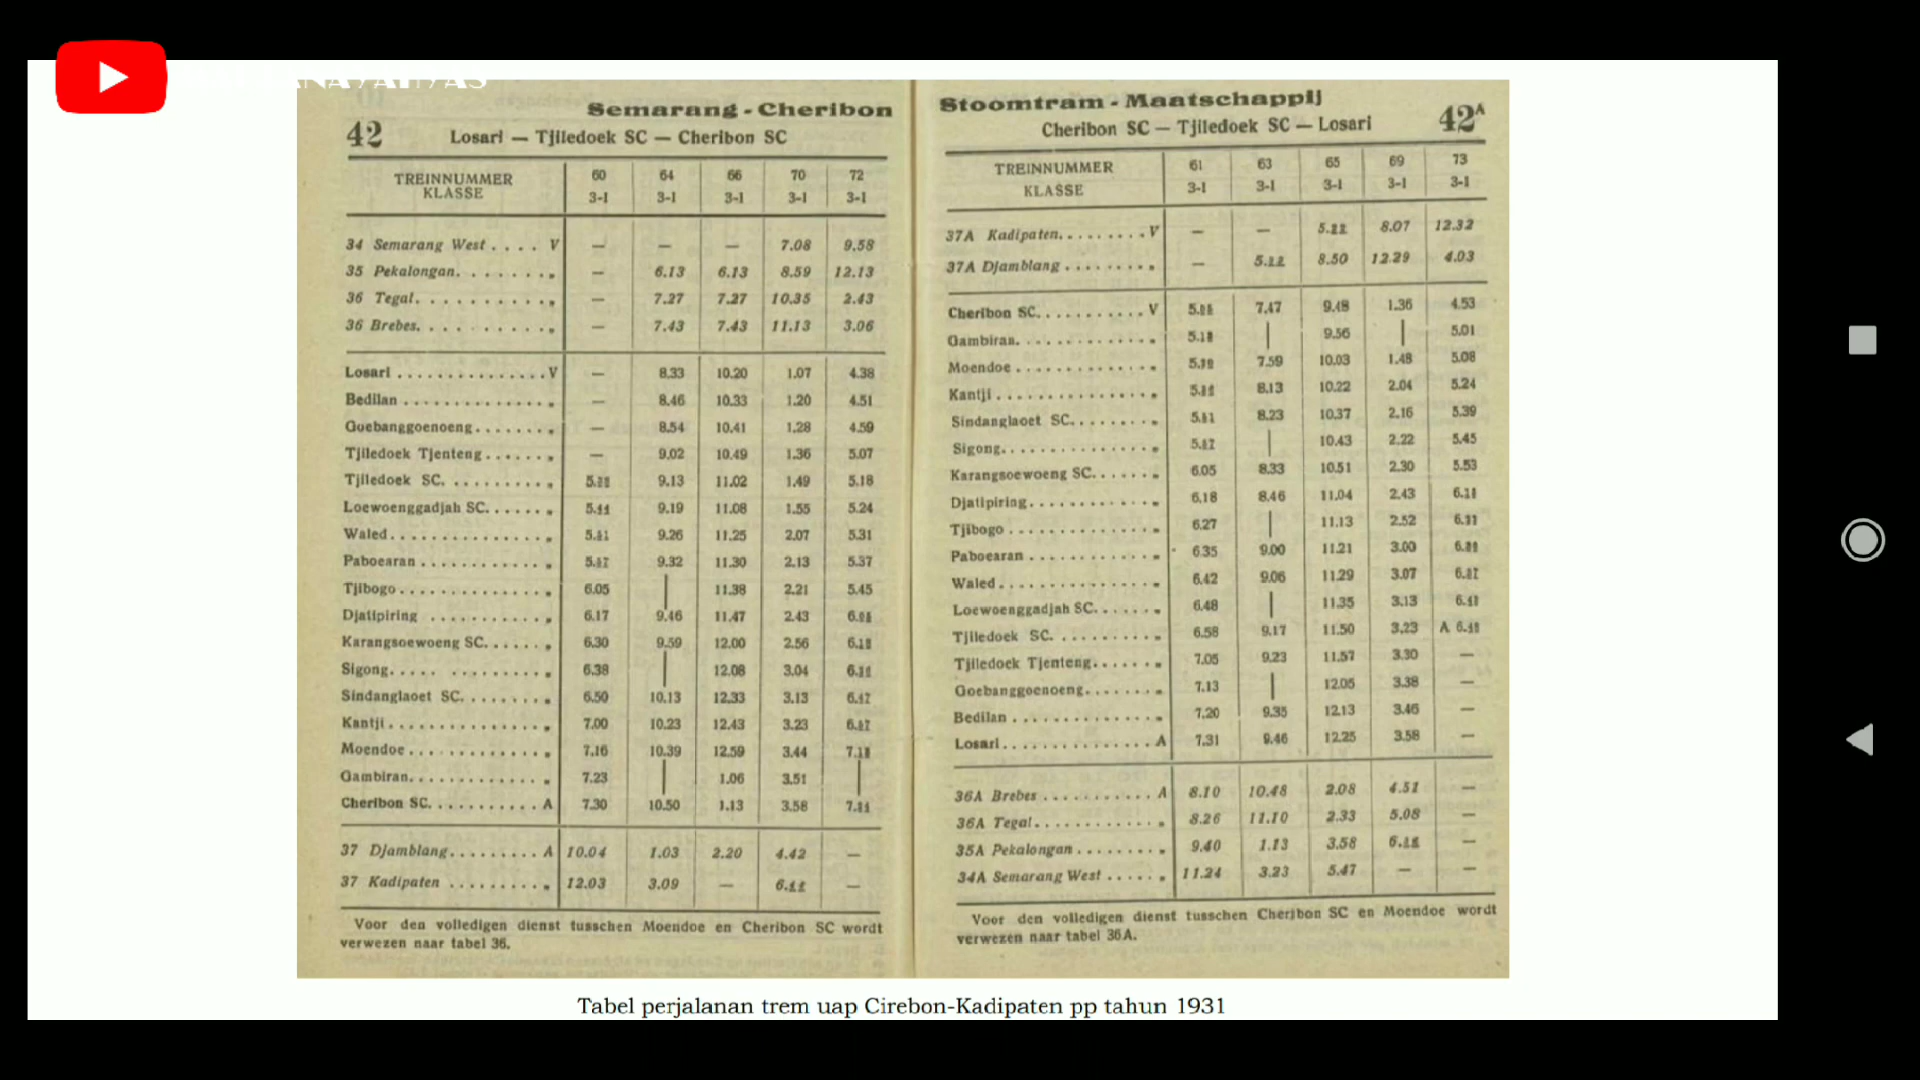 Semarang-Cheribon
42
Losari — Tjiledoek SC — Cheribon SC
TREINNUMMER 60 64 66 70 72
KLASSE 3-1 3-1 3-1 3-1 3-1
34 Semarang West .... V — — — 7.08 9.58
35 Pekalongan. ....... „ — 6.13 6.13 8.59 12.13
36 Tegal. .......... „ — 7.27 7.27 10.35 2.43
36 Brebes. .......... „ — 7.43 7.43 11.13 3.06
Losari ..............V — 8.33 10.20 1.07 4.38
Bedilan ............. „ — 8.46 10.33 1.20 4.51
Goebanggoenoeng....... „ — 8.54 10.41 1.28 4.59
Tjiledoek Tjenteng...... „ — 9.02 10.49 1.36 5.07
Tjiledoek SC. ......... „ 9.13 11.02 1.49 5.18
Loewoenggadjah SC...... „ 9.19 11.08 1.55 5.24
Waled............... „ 9.26 11.25 2.07 5.31
Paboearan ............ „ 9.32 11.30 2.13 5.37
Tjibogo.............. „ 6.05 | 11.38 2.21 5.45
Djatipiring ........... „ 6.17 9.46 11.47 2.43
Karangsoewoeng SC...... „ 6.30 9.59 12.00 2.56
Sigong.... .......... „ 6.38 | 12.08 3.04
Sindanglaoet SC........ „ 6.50 10.13 12.33 3.13
Kantji............... „ 7.00 10.23 12.43 3.23
Moendoe............. „ 7.16 10.39 12.59 3.44
Gambiran............. „ 7.23 | 1.06 3.51 |
Cheribon SC. .......... A 7.30 10.50 1.13 3.58
37 Djamblang......... A 10.04 1.03 2.20 4.42 —
37 Kadipaten ......... „ 12.03 3.09 — —
Voor den volledigen dienst tusschen Moendoe en Cheribon SC wordt
verwezen naar tabel 36.
Stoomtram-Maatschappij
42A
Cheribon SC — Tjiledoek SC — Losari
TREINNUMMER 61 63 65 69 73
KLASSE 3-1 3-1 3-1 3-1 3-1
37A Kadipaten........ V — — 8.07 12.32
37A Djamblang ......... „ — 8.50 12.29 4.03
Cheribon SC........... V 7.47 9.48 1.36 4.53
Gambiran............. „ | 9.56 | 5.01
Moendoe ............. „ 7.59 10.03 1.48 5.08
Kantji............... „ 8.13 10.22 2.04 5.24
Sindanglaoet SC........ „ 8.23 10.37 2.16 5.39
Sigong.............. „ | 10.43 2.22 5.45
Karangsoewoeng SC...... „ 6.05 8.33 10.51 2.30 5.53
Djatipiring............ „ 6.18 8.46 11.04 2.43
Tjibogo ............. „ 6.27 | 11.13 2.52
Paboearan ........... „ 6.35 9.00 11.21 3.00
Waled.............. „ 6.42 9.06 11.29 3.07
Loewoenggadjah SC...... „ 6.48 | 11.35 3.13
Tjiledoek SC. ......... „ 6.58 9.17 11.50 3.23 A
Tjiledoek Tjenteng...... „ 7.05 9.23 11.57 3.30 —
Goebanggoenoeng....... „ 7.13 | 12.05 3.38 —
Bedilan ............. „ 7.20 9.35 12.13 3.46 —
Losari.............. A 7.31 9.46 12.25 3.58 —
36A Brebes .......... A 8.10 10.48 2.08 4.51 —
36A Tegal........... „ 8.26 11.10 2.33 5.08 —
35A Pekalongan ........ „ 9.40 1.13 3.58 —
34A Semarang West ...... „ 11.24 3.23 5.47 — —
Voor den volledigen dienst tusschen Cheribon SC en Moendoe wordt
verwezen naar tabel 36A.
Tabel perjalanan trem uap Cirebon-Kadipaten pp tahun 1931